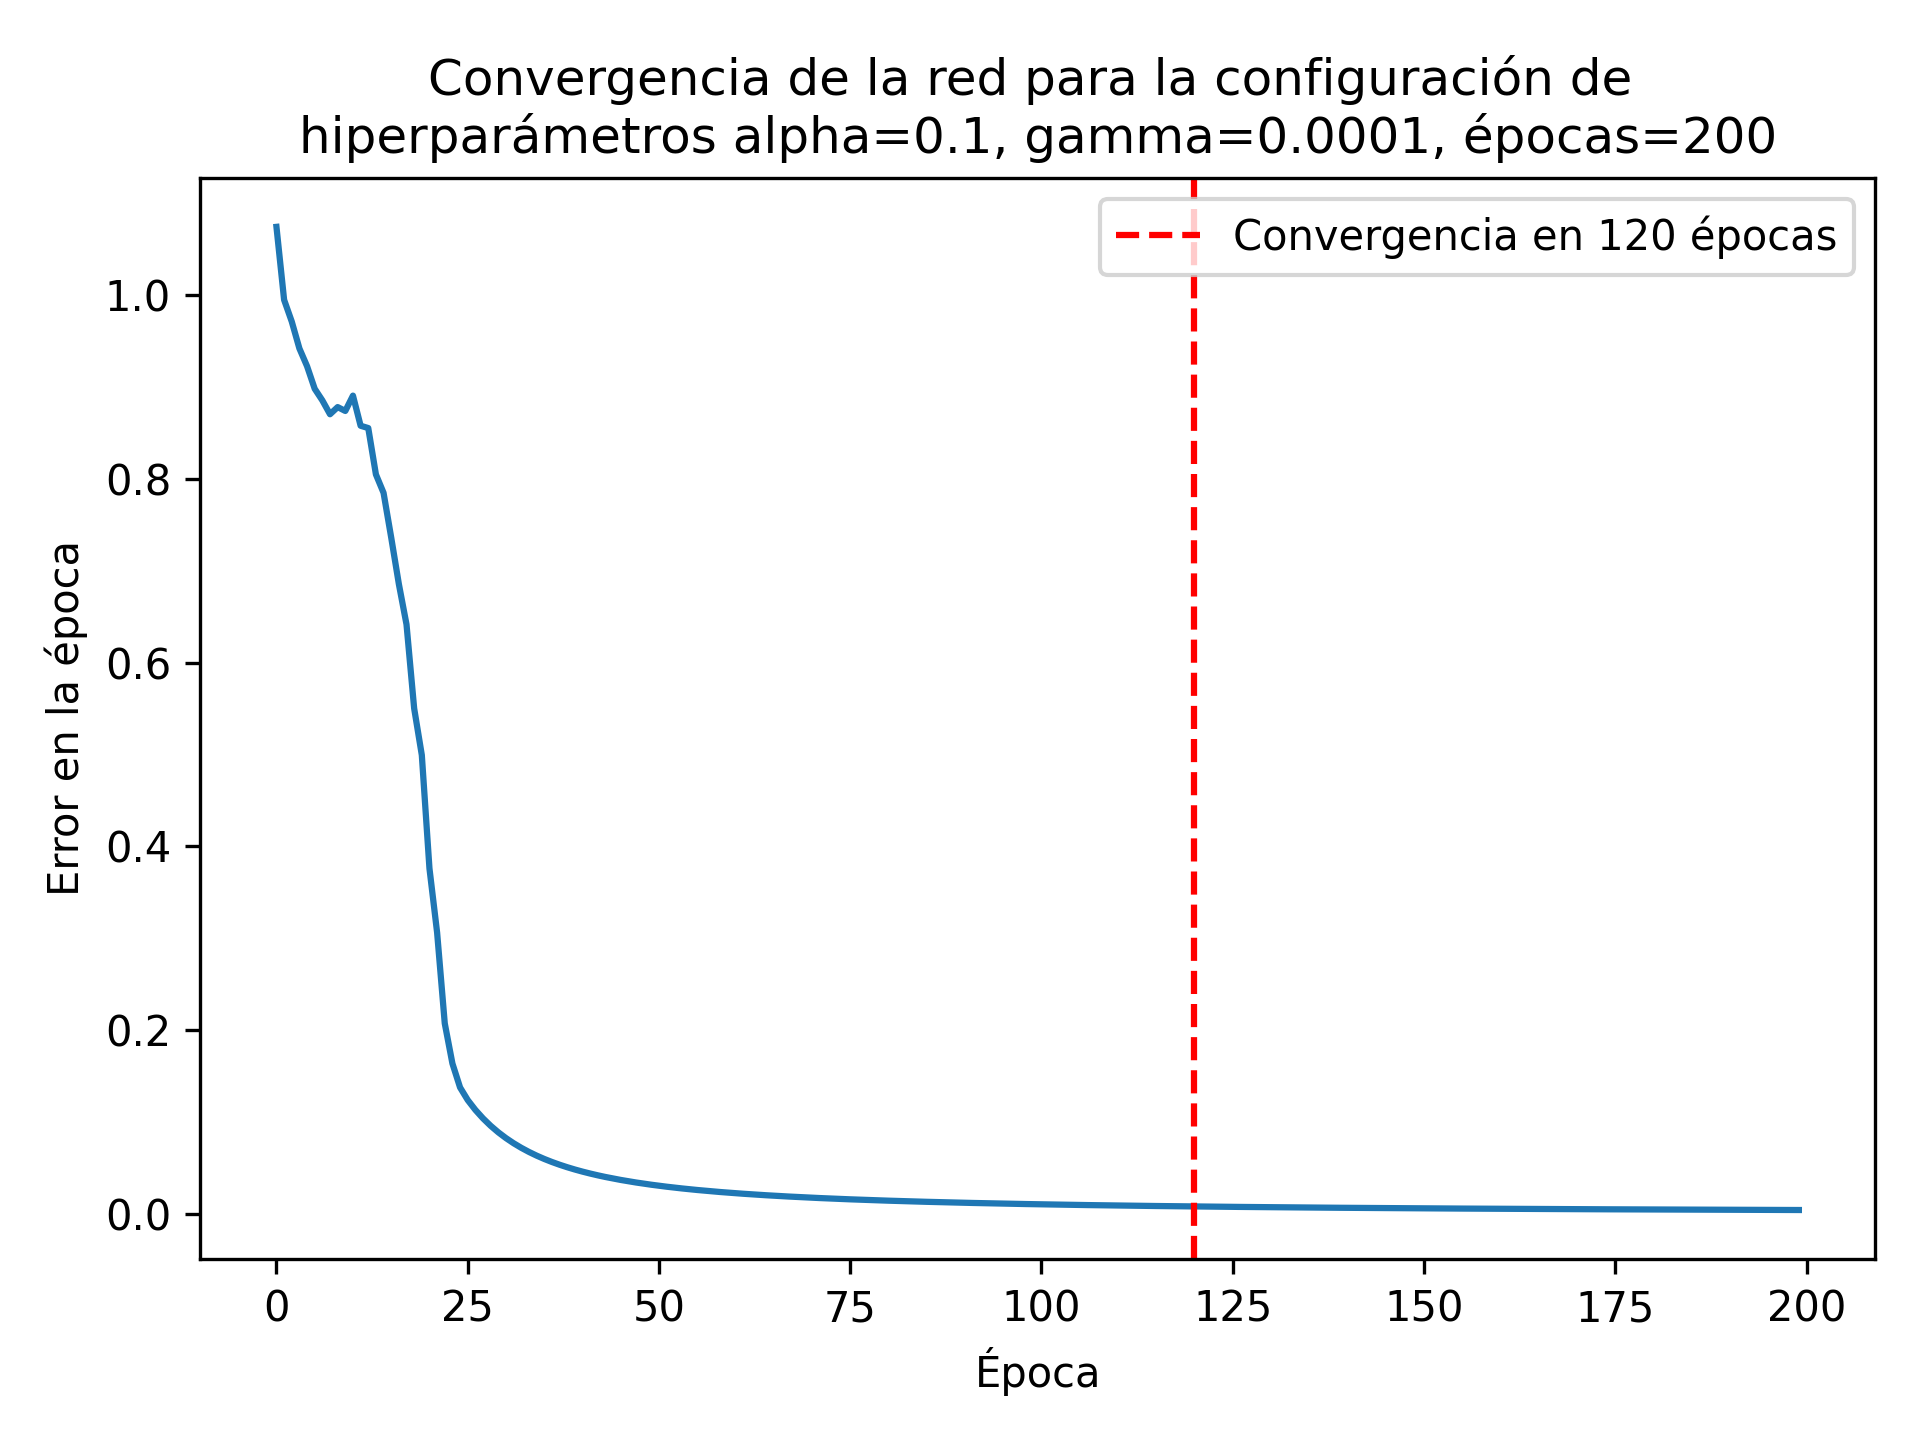 Convergencia de la red para la configuración de
hiperparámetros alpha=0.1, gamma=0.0001, épocas=200
Convergencia en 120 épocas
1.0
0.8
0.6
0.4
0.2
0.0
Error en la época
0 25 50 75 100 125 150 175 200
Época